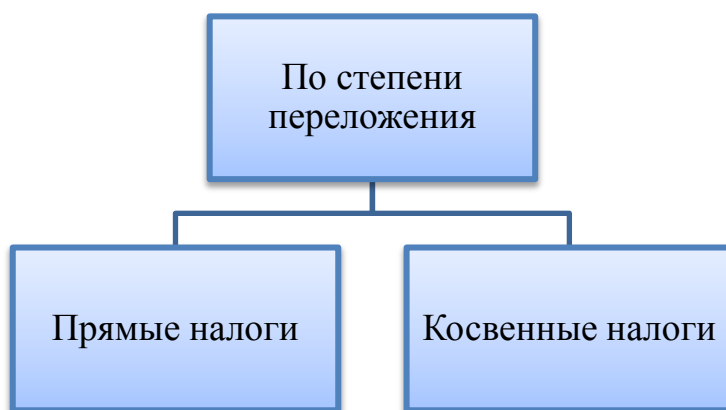 По степени
переложения
Прямые налоги
Косвенные налоги